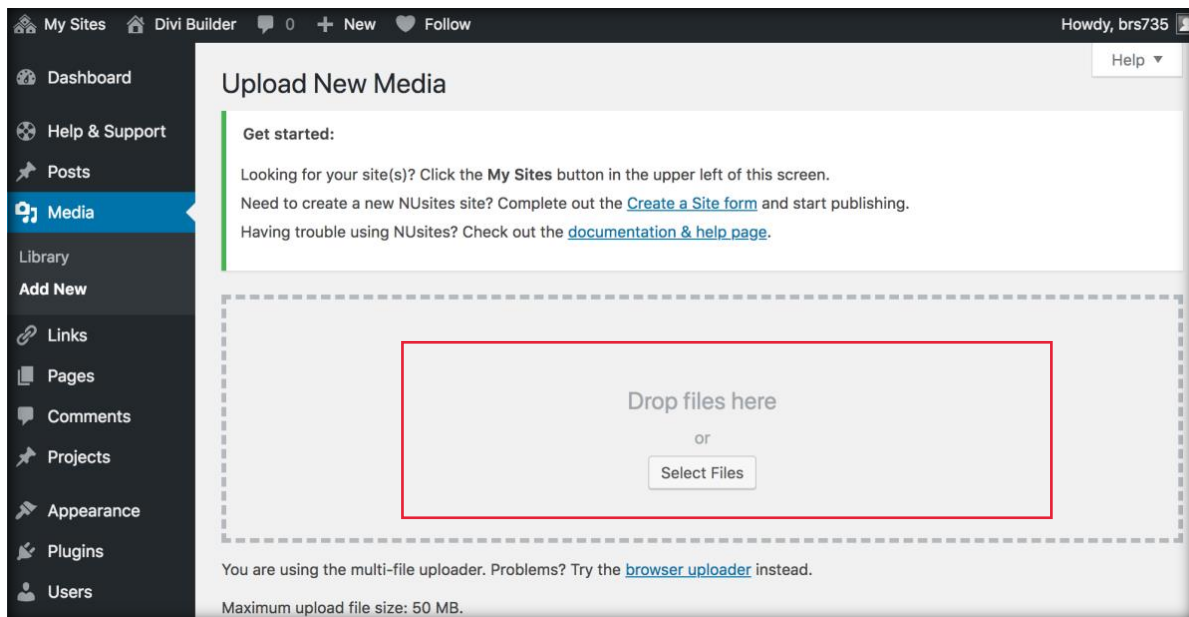 My Sites Divi Builder 0 New Follow Howdy, brs735
Help
Dashboard
Help & Support
Posts
Media
Library
Add New
Links
Pages
Comments
Projects
Appearance
Plugins
Users
Upload New Media
Get started:
Looking for your site(s)? Click the My Sites button in the upper left of this screen.
Need to create a new NUsites site? Complete out the Create a Site form and start publishing.
Having trouble using NUsites? Check out the documentation & help page.
Drop files here
or
Select Files
You are using the multi-file uploader. Problems? Try the browser uploader instead.
Maximum upload file size: 50 MB.